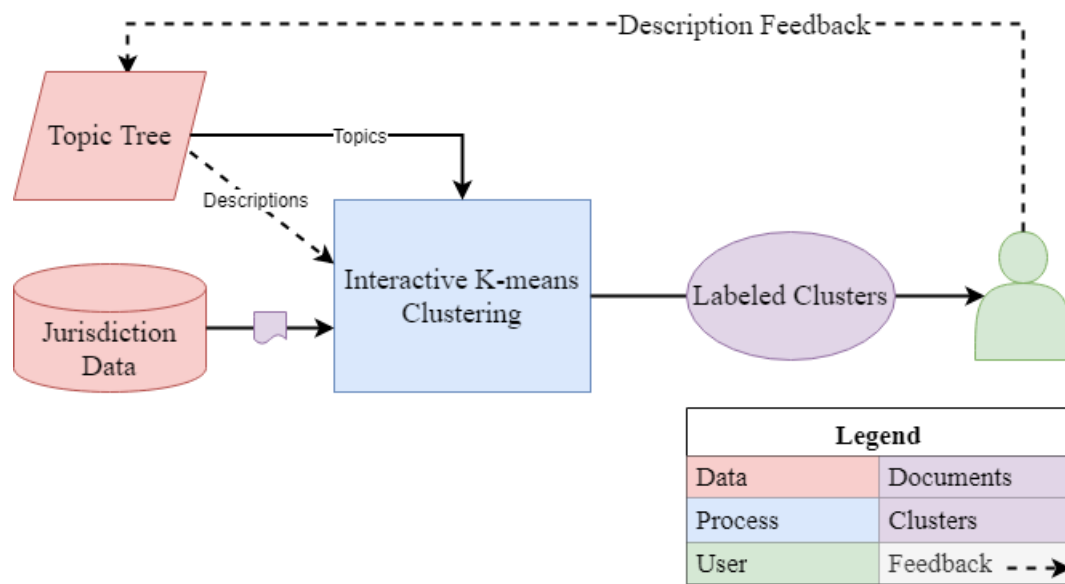 Description Feedback
Topic Tree
Topics
Descriptions
Interactive K-means
Clustering
Labeled Clusters
Jurisdiction
Data
Legend
Data
Documents
Process
Clusters
User
Feedback